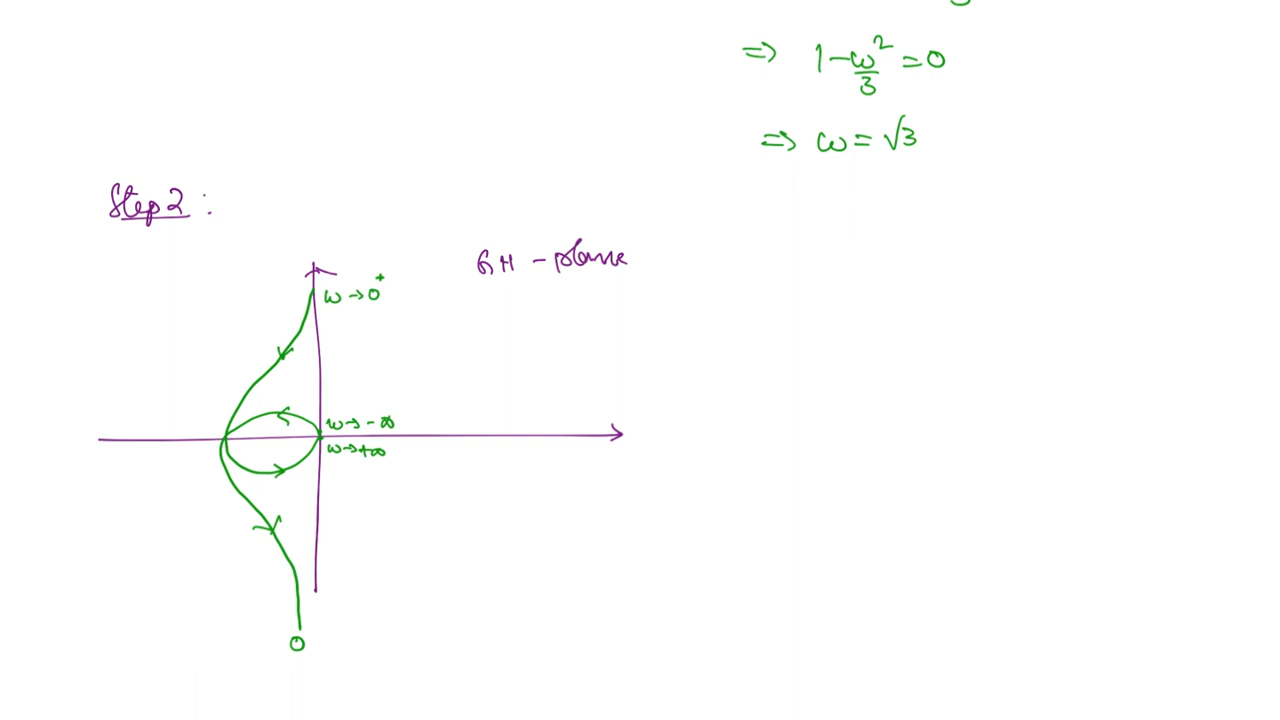 ⇒ 1 - ω²/3 = 0
⇒ ω = √3
Step 2 :
GH - plane
ω → 0⁺
ω → - ∞
ω → + ∞
0